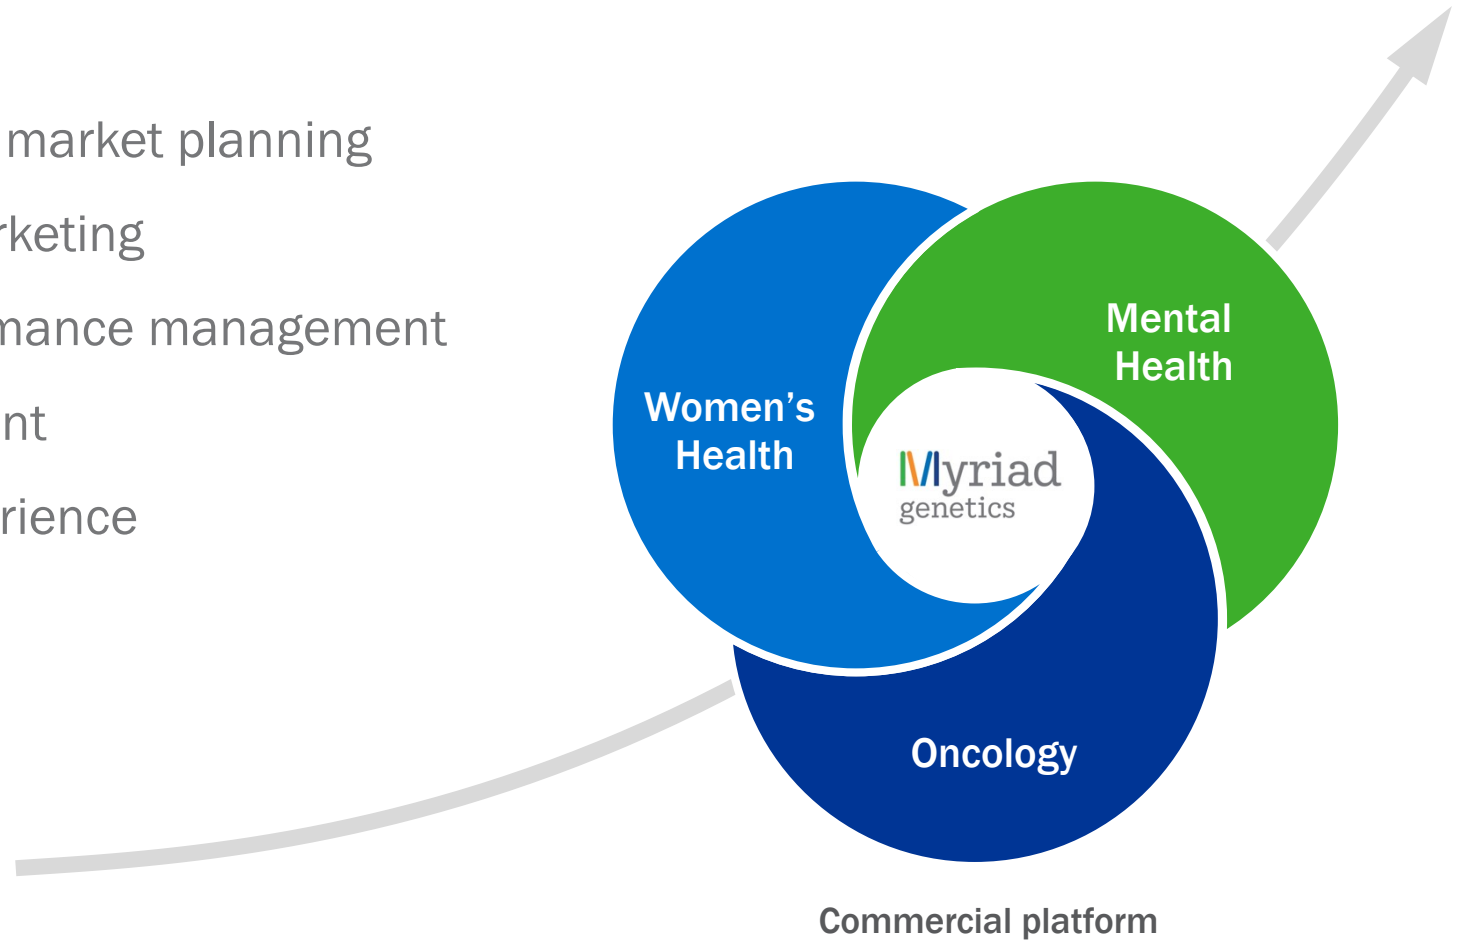 market planning
rketing
mance management
nt
rience
Women's
Health
Mental
Health
Myriad
genetics
Oncology
Commercial platform